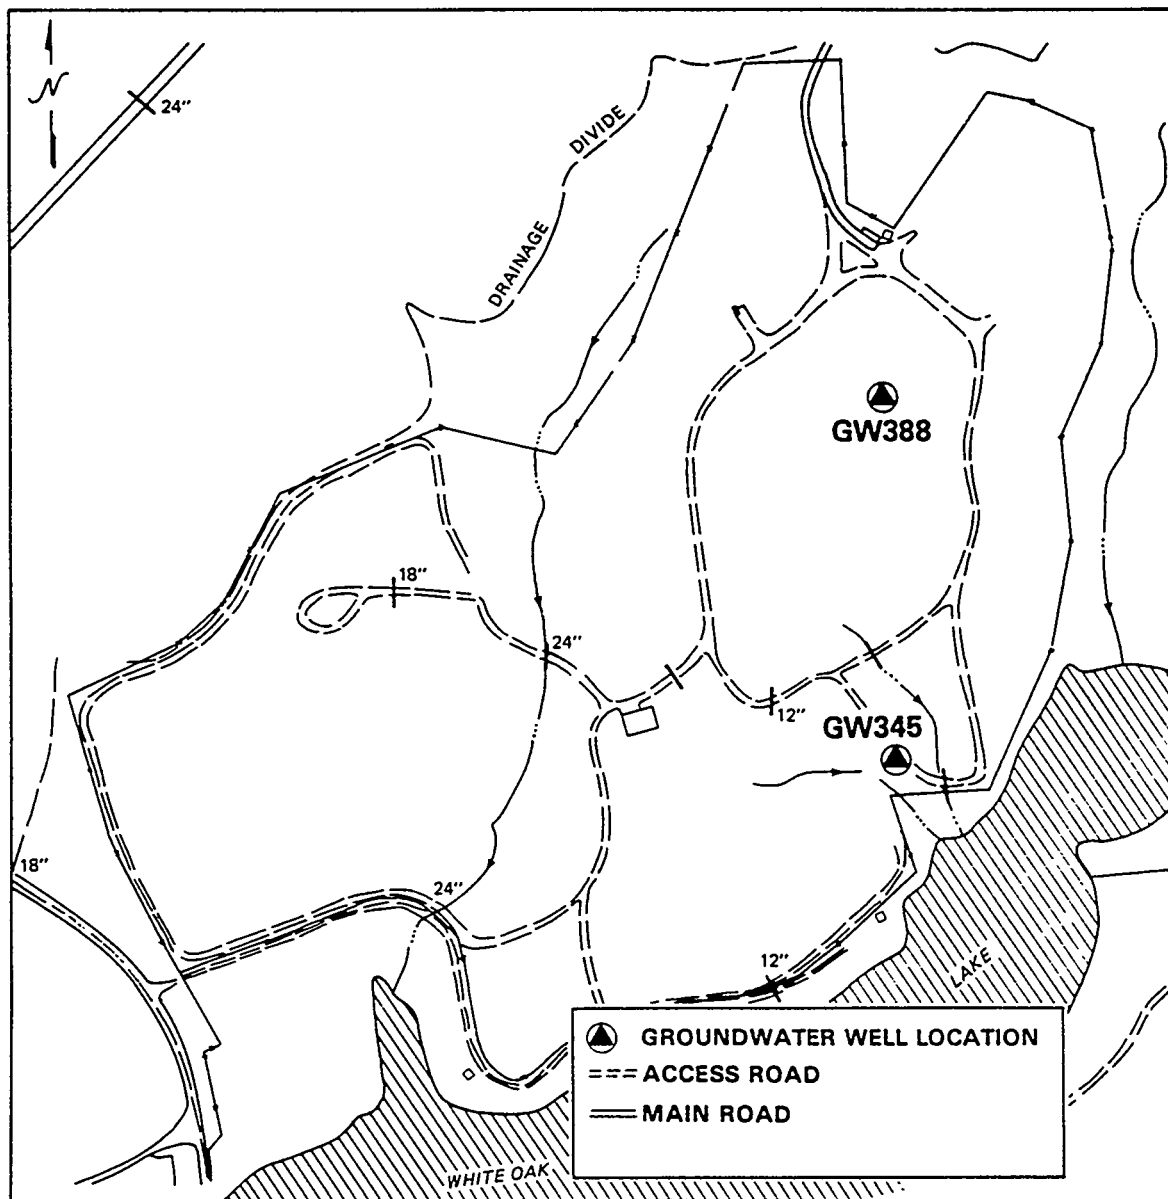 N
24"
DIVIDE
DRAINAGE
GW388
18"
24"
12"
GW345
18"
24"
12"
LAKE
WHITE OAK
GROUNDWATER WELL LOCATION
ACCESS ROAD
MAIN ROAD